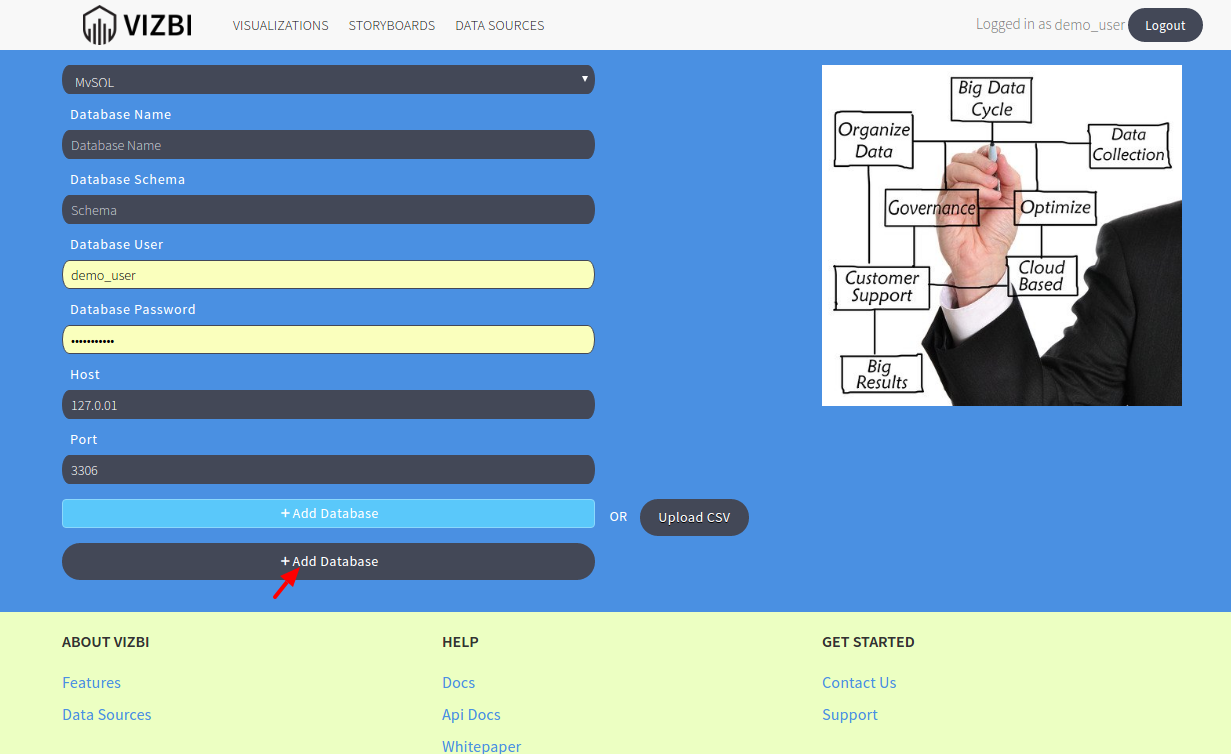 VIZBI
VISUALIZATIONS STORYBOARDS DATA SOURCES
Logged in as demo_user Logout
MySQL
Database Name
Database Name
Database Schema
Schema
Database User
demo_user
Database Password
•••••••••••
Host
127.0.01
Port
3306
+ Add Database
OR
Upload CSV
+ Add Database
Big Data
Cycle
Organize
Data
Data
Collection
Governance
Optimize
Customer
Support
Cloud
Based
Big
Results
ABOUT VIZBI
Features
Data Sources
HELP
Docs
Api Docs
Whitepaper
GET STARTED
Contact Us
Support